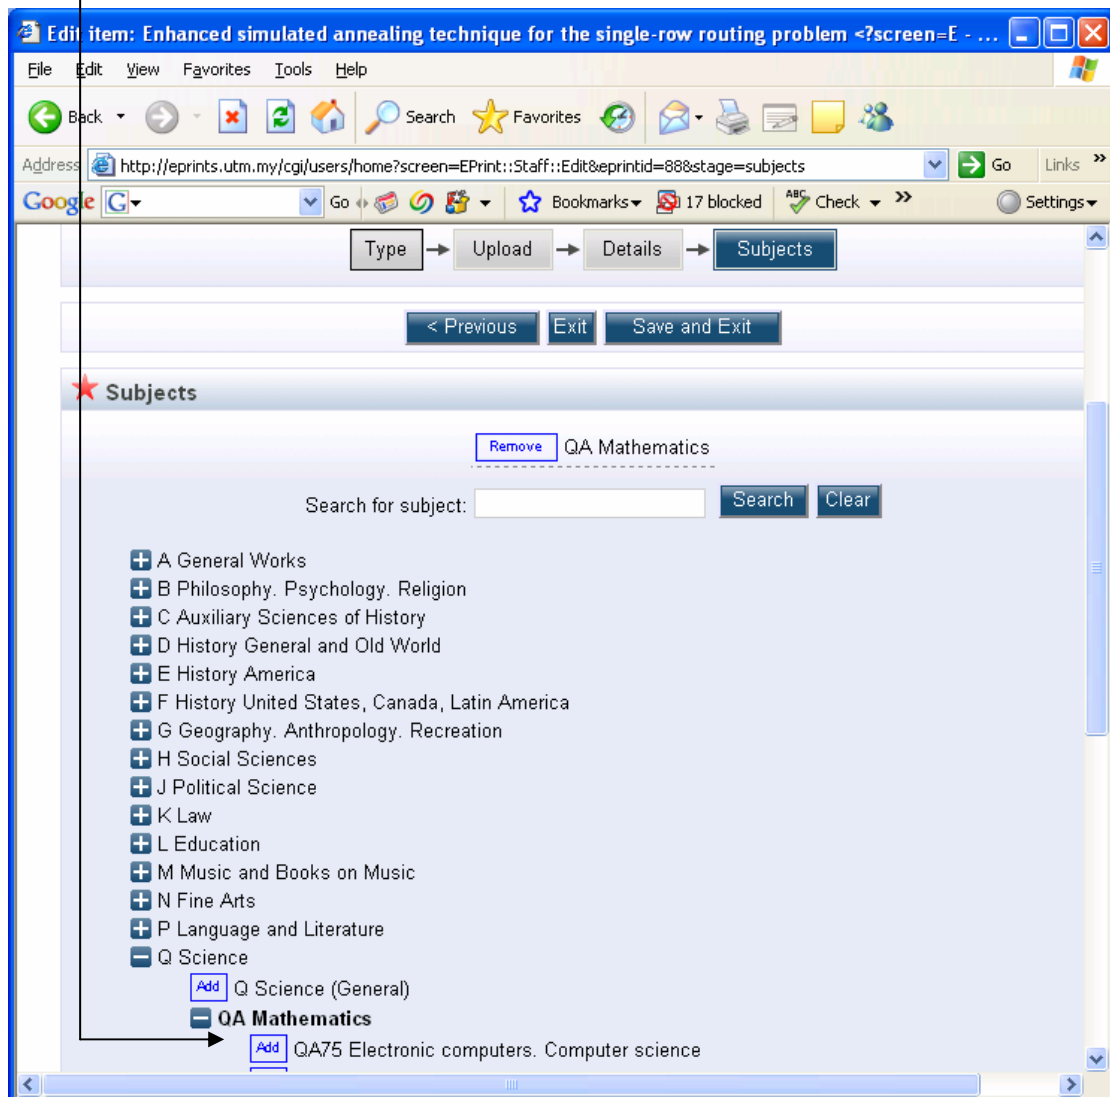 Edit item: Enhanced simulated annealing technique for the single-row routing problem <?screen=E - ...
File Edit View Favorites Tools Help
Back Search Favorites
Address http://eprints.utm.my/cgi/users/home?screen=EPrint::Staff::Edit&eprintid=88&stage=subjects Go Links »
Google G Go Bookmarks 17 blocked ABC Check » Settings
Type Upload Details Subjects
< Previous Exit Save and Exit
Subjects
Remove QA Mathematics
Search for subject: Search Clear
A General Works
B Philosophy. Psychology. Religion
C Auxiliary Sciences of History
D History General and Old World
E History America
F History United States, Canada, Latin America
G Geography. Anthropology. Recreation
H Social Sciences
J Political Science
K Law
L Education
M Music and Books on Music
N Fine Arts
P Language and Literature
Q Science
Add Q Science (General)
QA Mathematics
Add QA75 Electronic computers. Computer science